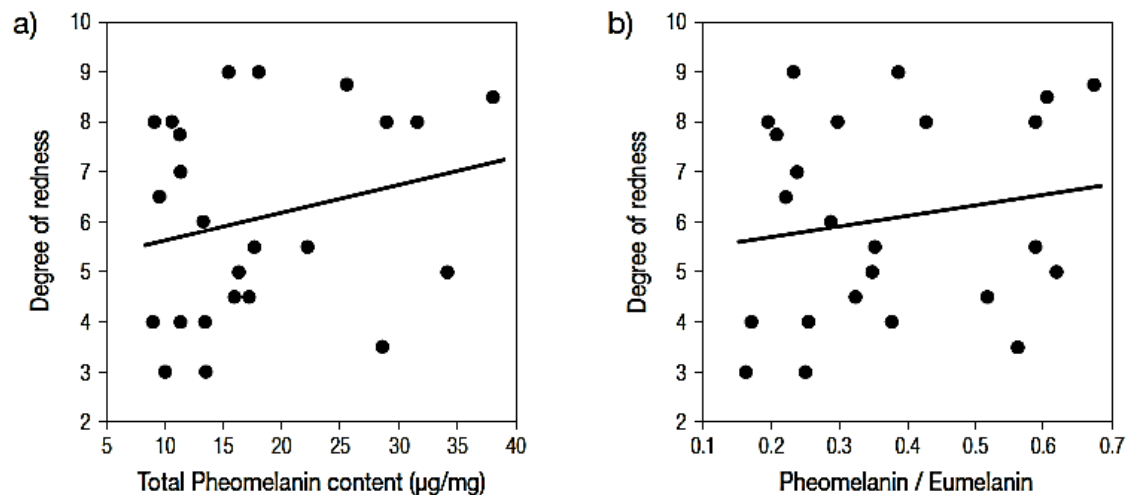 a)
10
9
8
7
6
5
4
3
2
Degree of redness
5 10 15 20 25 30 35 40
Total Pheomelanin content (µg/mg)
b)
10
9
8
7
6
5
4
3
2
Degree of redness
0.1 0.2 0.3 0.4 0.5 0.6 0.7
Pheomelanin / Eumelanin